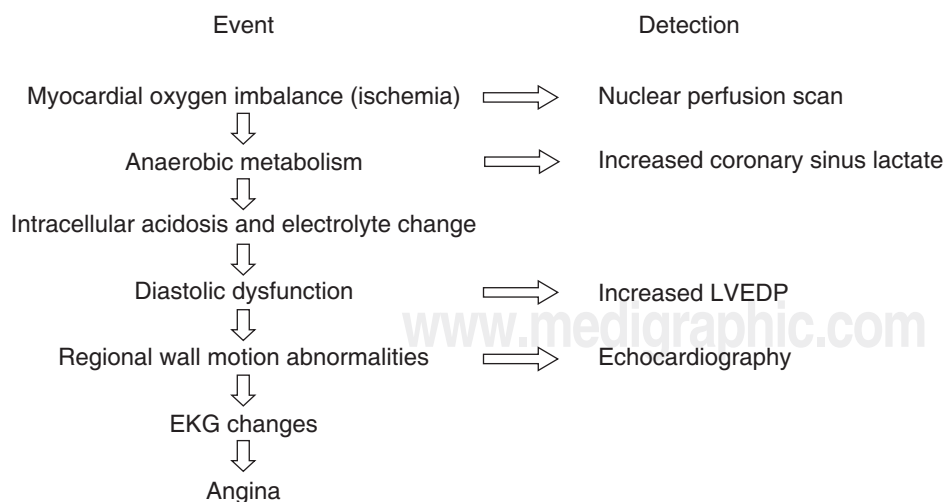 Event Detection
Myocardial oxygen imbalance (ischemia) Nuclear perfusion scan
Anaerobic metabolism Increased coronary sinus lactate
Intracellular acidosis and electrolyte change
Diastolic dysfunction Increased LVEDP
www.medigraphic.com
Regional wall motion abnormalities Echocardiography
EKG changes
Angina